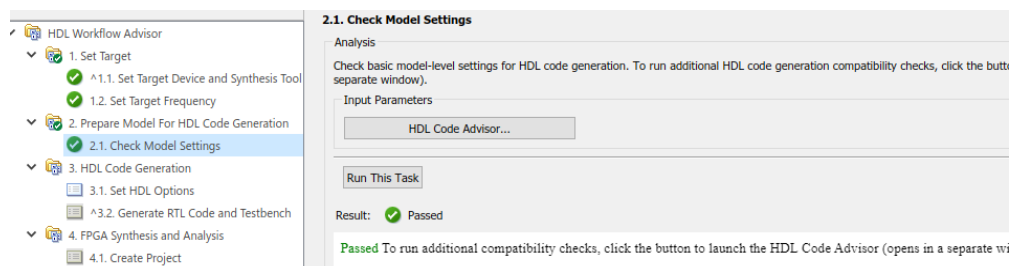 HDL Workflow Advisor
1. Set Target
^1.1. Set Target Device and Synthesis Tool
1.2. Set Target Frequency
2. Prepare Model For HDL Code Generation
2.1. Check Model Settings
3. HDL Code Generation
3.1. Set HDL Options
^3.2. Generate RTL Code and Testbench
4. FPGA Synthesis and Analysis
4.1. Create Project
2.1. Check Model Settings
Analysis
Check basic model-level settings for HDL code generation. To run additional HDL code generation compatibility checks, click the butto
separate window).
Input Parameters
HDL Code Advisor...
Run This Task
Result: Passed
Passed To run additional compatibility checks, click the button to launch the HDL Code Advisor (opens in a separate wi